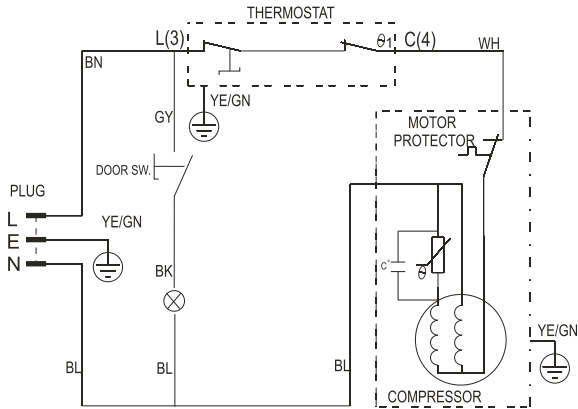 THERMOSTAT
L(3)
θ1
C(4)
WH
BN
YE/GN
GY
MOTOR
PROTECTOR
DOOR SW.
PLUG
L
YE/GN
E
N
BK
C*
θ
YE/GN
BL
BL
BL
COMPRESSOR